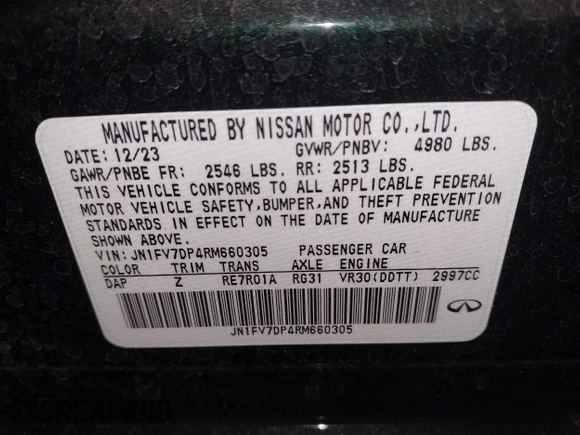 MANUFACTURED BY NISSAN MOTOR CO.,LTD.
DATE: 12/23 GVWR/PNBV: 4980 LBS.
GAWR/PNBE FR: 2546 LBS. RR: 2513 LBS.
THIS VEHICLE CONFORMS TO ALL APPLICABLE FEDERAL
MOTOR VEHICLE SAFETY,BUMPER,AND THEFT PREVENTION
STANDARDS IN EFFECT ON THE DATE OF MANUFACTURE
SHOWN ABOVE.
VIN: JN1FV7DP4RM660305 PASSENGER CAR
COLOR TRIM TRANS AXLE ENGINE
DAP Z RE7R01A RG31 VR30(DDTT) 2997CC
JN1FV7DP4RM660305
DREAMBID